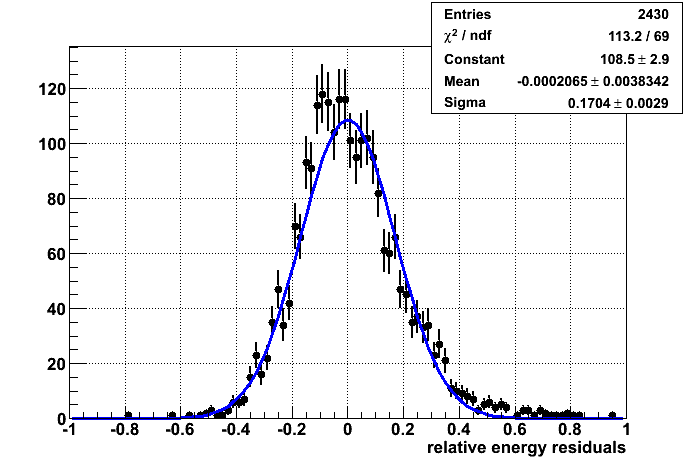 Entries 2430
χ² / ndf 113.2 / 69
Constant 108.5 ± 2.9
Mean -0.0002065 ± 0.0038342
Sigma 0.1704 ± 0.0029
120
100
80
60
40
20
0
-1 -0.8 -0.6 -0.4 -0.2 0 0.2 0.4 0.6 0.8 1
relative energy residuals